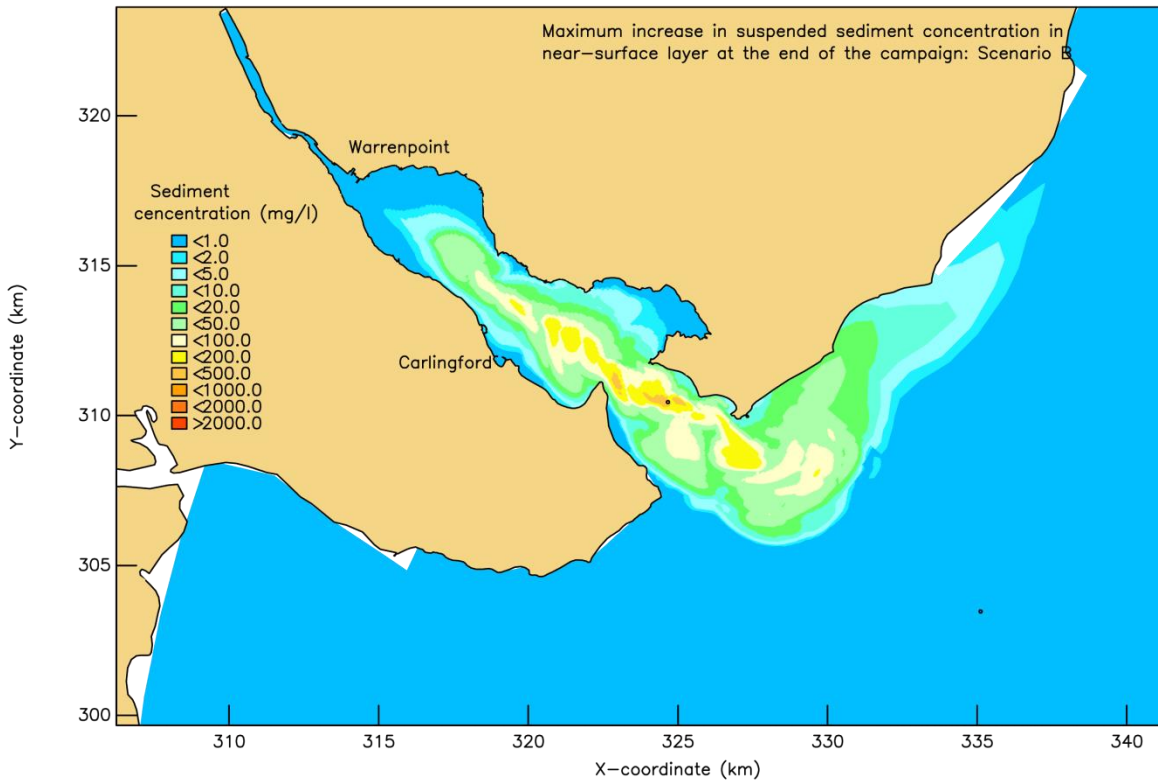 Maximum increase in suspended sediment concentration in
near-surface layer at the end of the campaign: Scenario B
320
Warrenpoint
Sediment
concentration (mg/l)
<1.0
<2.0
<5.0
<10.0
<20.0
<50.0
<100.0
<200.0
<500.0
<1000.0
<2000.0
>2000.0
315
Carlingford
310
305
300
Y-coordinate (km)
310 315 320 325 330 335 340
X-coordinate (km)